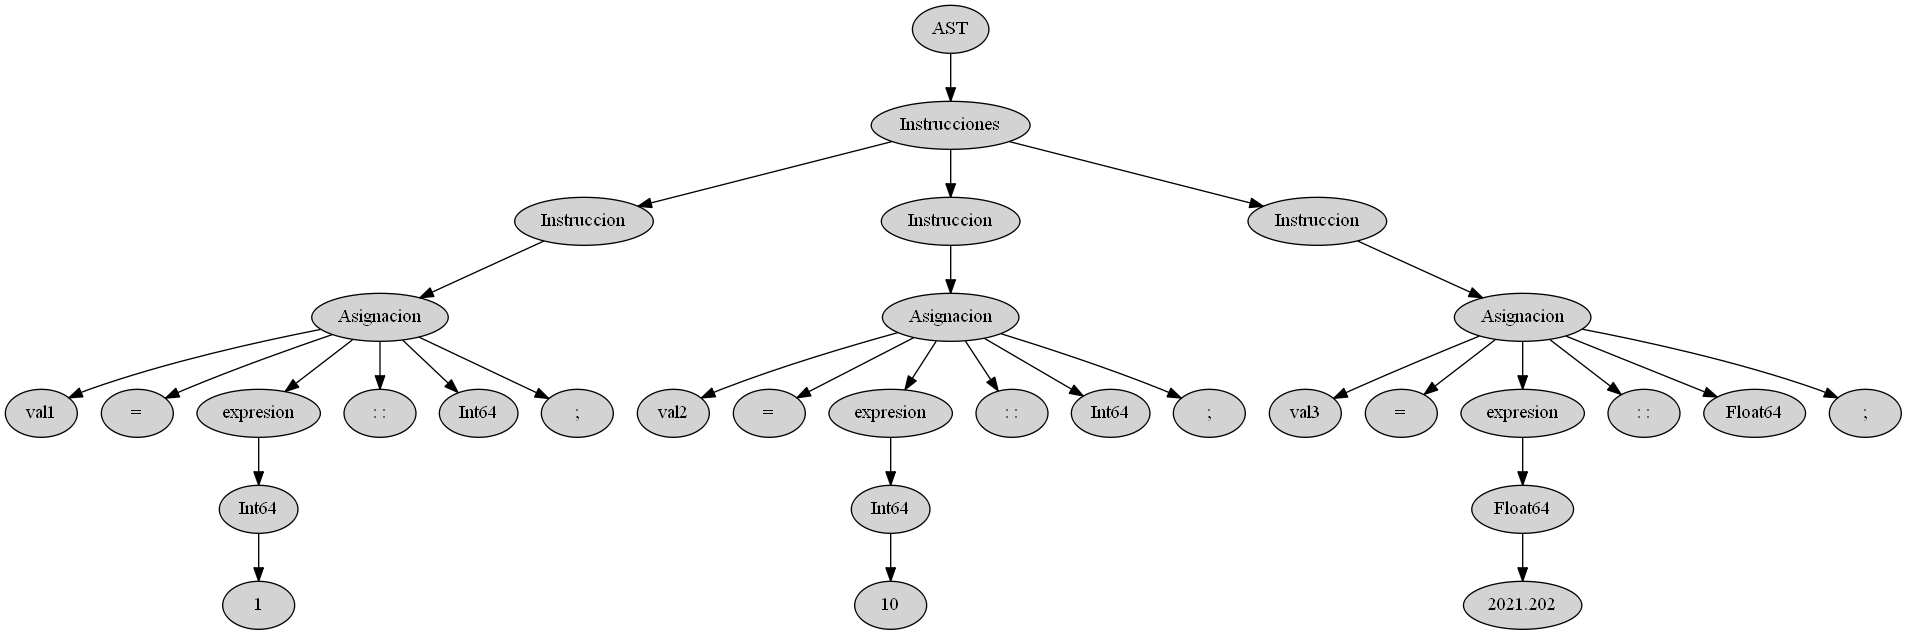 AST
Instrucciones
Instruccion Instruccion Instruccion
Asignacion Asignacion Asignacion
val1 = expresion : : Int64 ; val2 = expresion : : Int64 ; val3 = expresion : : Float64 ;
Int64 Int64 Float64
1 10 2021.202